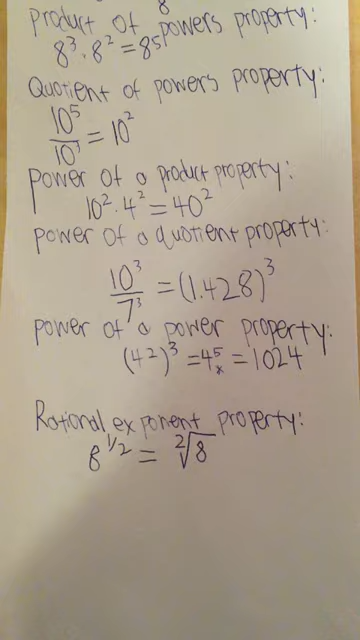 product of powers property:
8³ · 8² = 8⁵
Quotient of powers property:
10⁵/10³ = 10²
power of a product property:
10² · 4² = 40²
power of a quotient property:
10³/7³ = (1.428)³
power of a power property:
(42)³ = 4⁵ₓ = 1024
Rational exponent property:
8^1/2 = ²√8